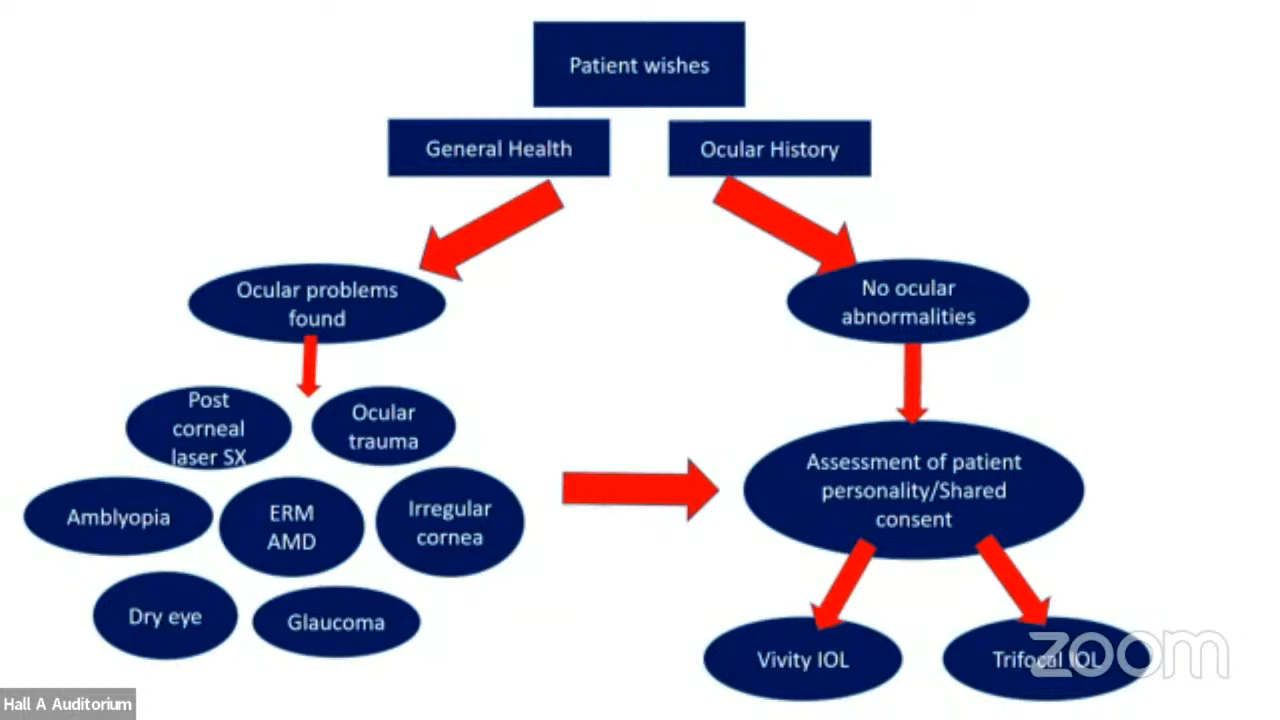 Patient wishes
General Health
Ocular History
Ocular problems
found
No ocular
abnormalities
Post
corneal
laser SX
Ocular
trauma
Amblyopia
ERM
AMD
Irregular
cornea
Dry eye
Glaucoma
Assessment of patient
personality/Shared
consent
Vivity IOL
Trifocal IOL
zoom
Hall A Auditorium